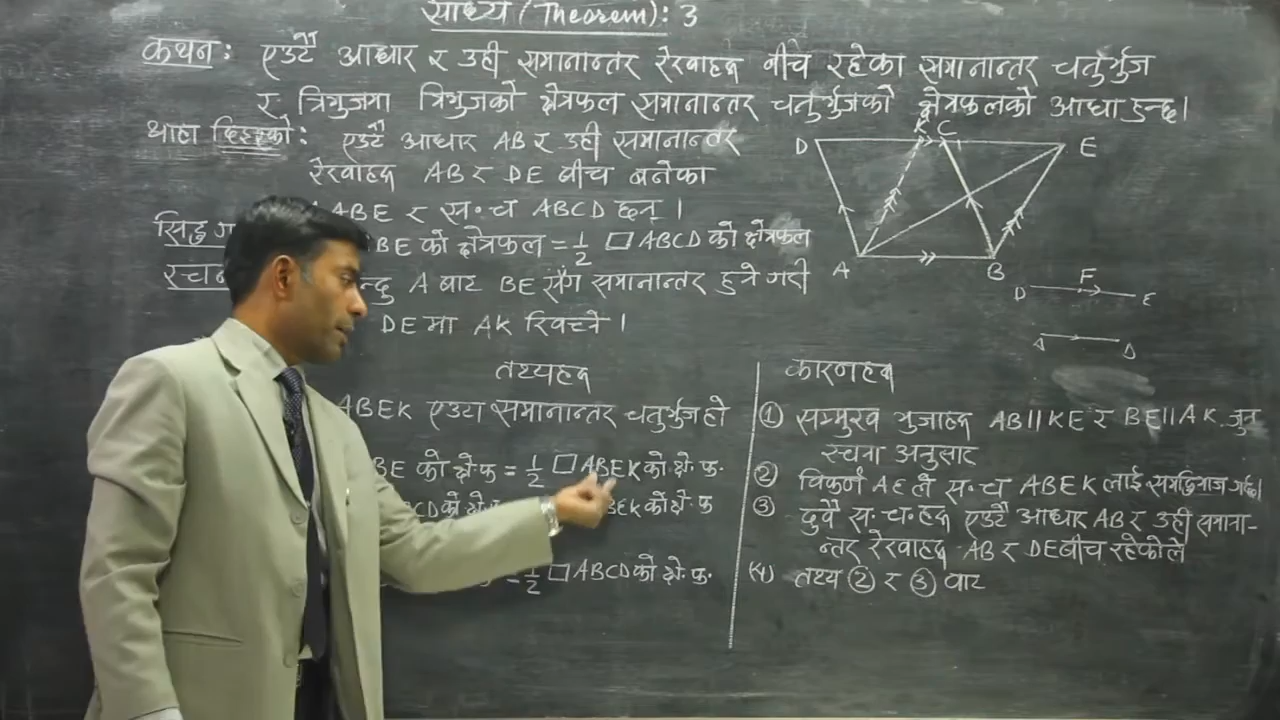 साध्य (Theorem): 3
कथन: एउटै आधार र उही समानान्तर रेखाहरु बीच रहेका समानान्तर चतुर्भुज
र त्रिभुजमा त्रिभुजको क्षेत्रफल समानान्तर चतुर्भुजको क्षेत्रफलको आधा हुन्छ।
थाहा दिइएको: एउटै आधार AB र उही समानान्तर
रेखाहरु AB र DE बीच बनेका
ABE र स.च ABCD छन्।
सिद्ध BE को क्षेत्रफल = 1/2 □ ABCD को क्षेत्रफल
A बाट BE सँग समानान्तर हुने गरी
DE मा AK खिच्ने।
D K C E
A B
D F E
A D
तथ्यहरु
ABEK एउटा समानान्तर चतुर्भुज हो
BE को क्षे.फ = 1/2 □ ABEK को क्षे.फ.
CD को BEK को क्षे.फ
= 1/2 □ ABCD को क्षे.फ.
कारणहरु
① सम्मुख भुजाहरु AB॥KE र BE॥AK जुन
रचना अनुसार
② विकर्ण AE ले स.च ABEK लाई समद्विभाज गर्दछ।
③ दुवै स.च.हरु एउटै आधार AB र उही समाना-
न्तर रेखाहरु AB र DE बीच रहेकोले
(४) तथ्य ② र ③ बाट